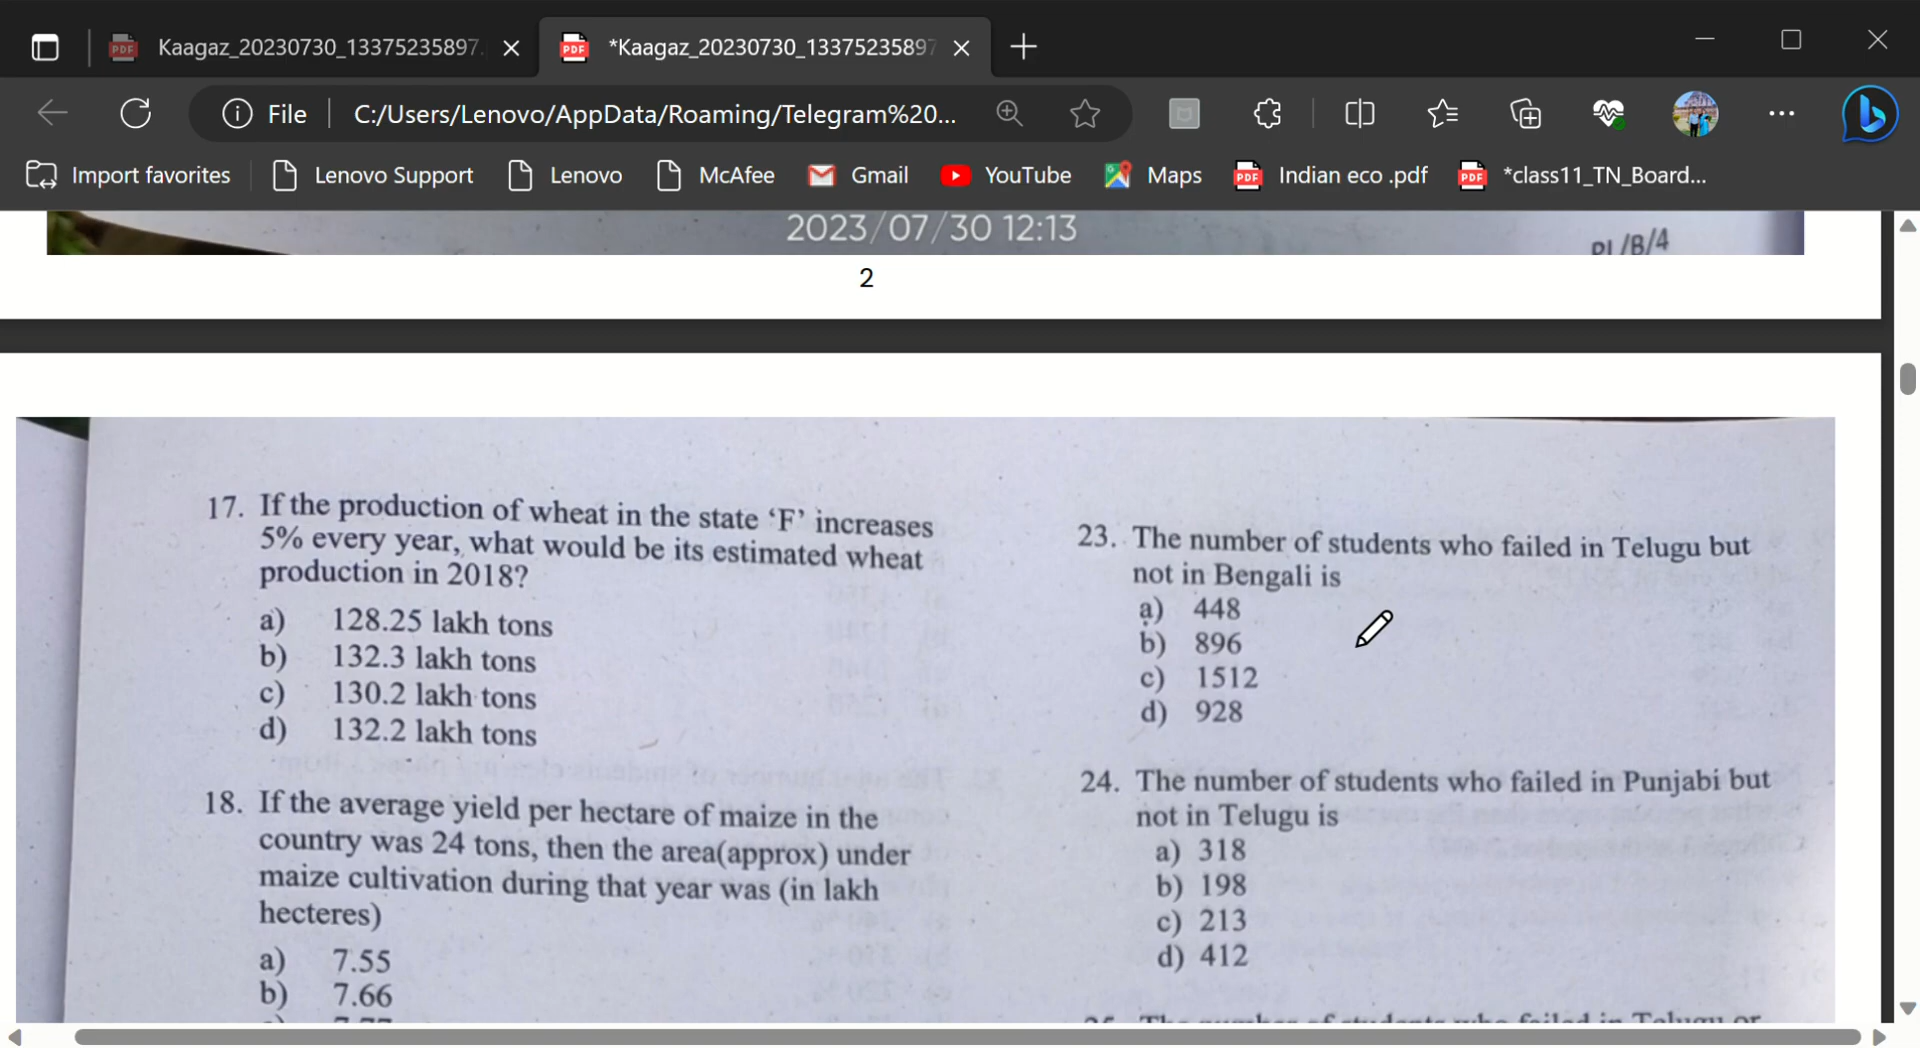 Kaagaz_20230730_13375235897.
*Kaagaz_20230730_13375235897
File
C:/Users/Lenovo/AppData/Roaming/Telegram%20...
Import favorites
Lenovo Support
Lenovo
McAfee
Gmail
YouTube
Maps
Indian eco .pdf
*class11_TN_Board...
2023/07/30 12:13
2
17. If the production of wheat in the state ‘F’ increases
5% every year, what would be its estimated wheat
production in 2018?
a) 128.25 lakh tons
b) 132.3 lakh tons
c) 130.2 lakh tons
d) 132.2 lakh tons
18. If the average yield per hectare of maize in the
country was 24 tons, then the area(approx) under
maize cultivation during that year was (in lakh
hecteres)
a) 7.55
b) 7.66
23. The number of students who failed in Telugu but
not in Bengali is
a) 448
b) 896
c) 1512
d) 928
24. The number of students who failed in Punjabi but
not in Telugu is
a) 318
b) 198
c) 213
d) 412